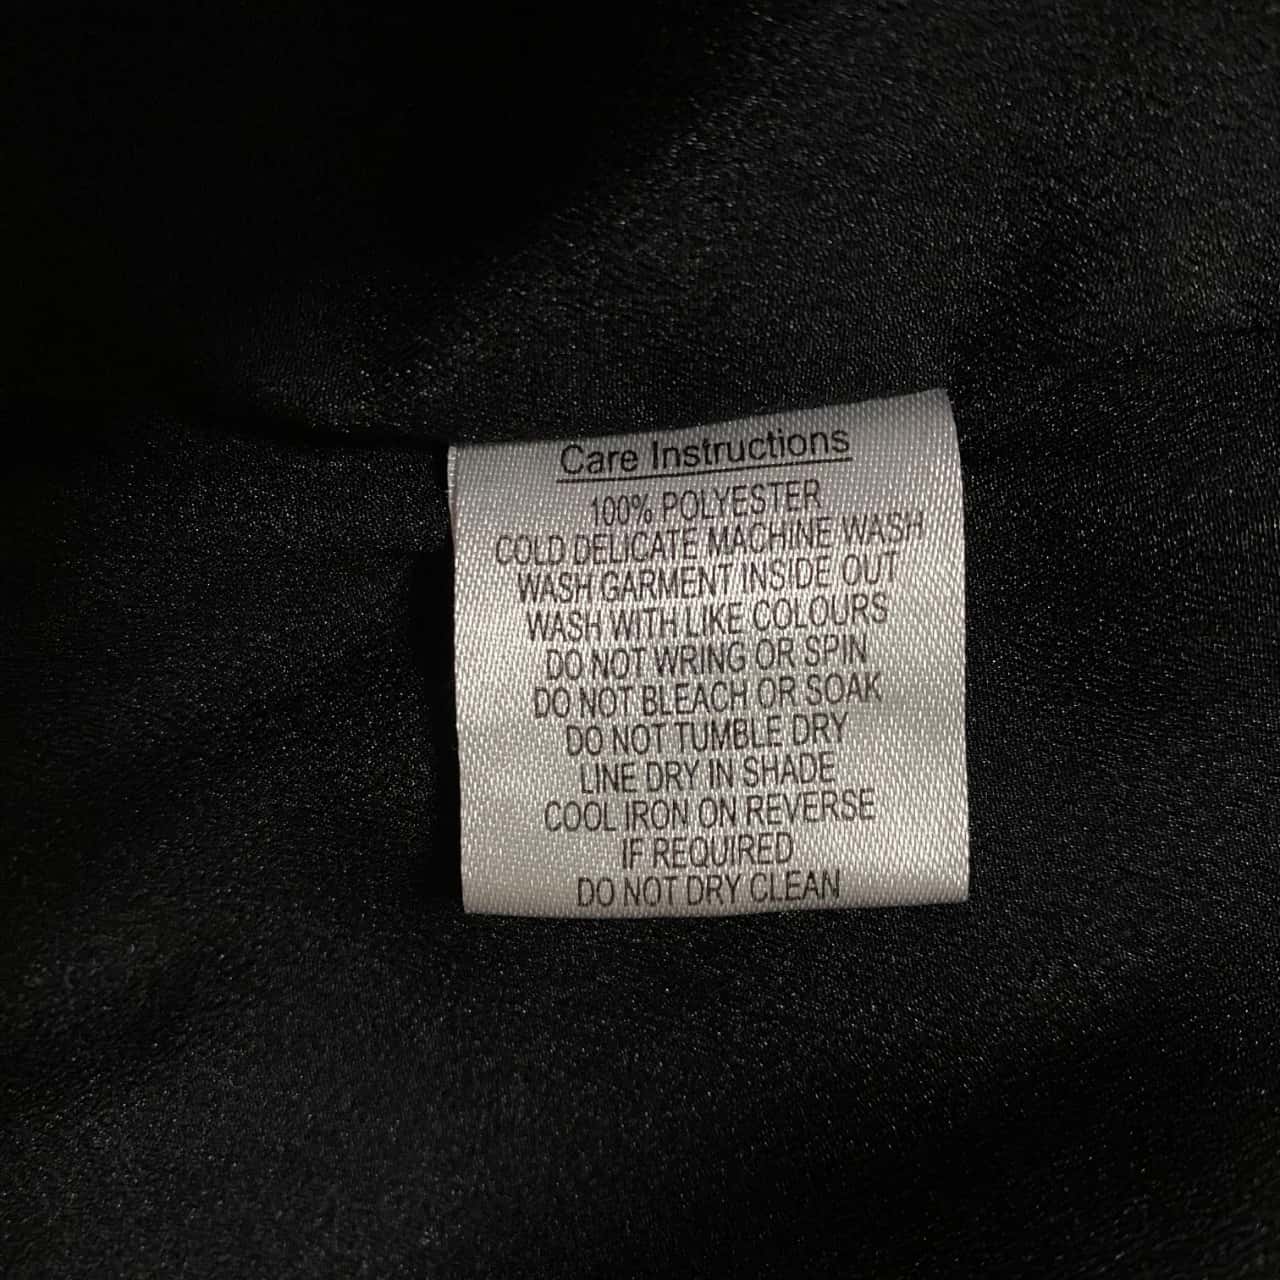 Care Instructions
100% POLYESTER
COLD DELICATE MACHINE WASH
WASH GARMENT INSIDE OUT
WASH WITH LIKE COLOURS
DO NOT WRING OR SPIN
DO NOT BLEACH OR SOAK
DO NOT TUMBLE DRY
LINE DRY IN SHADE
COOL IRON ON REVERSE
IF REQUIRED
DO NOT DRY CLEAN